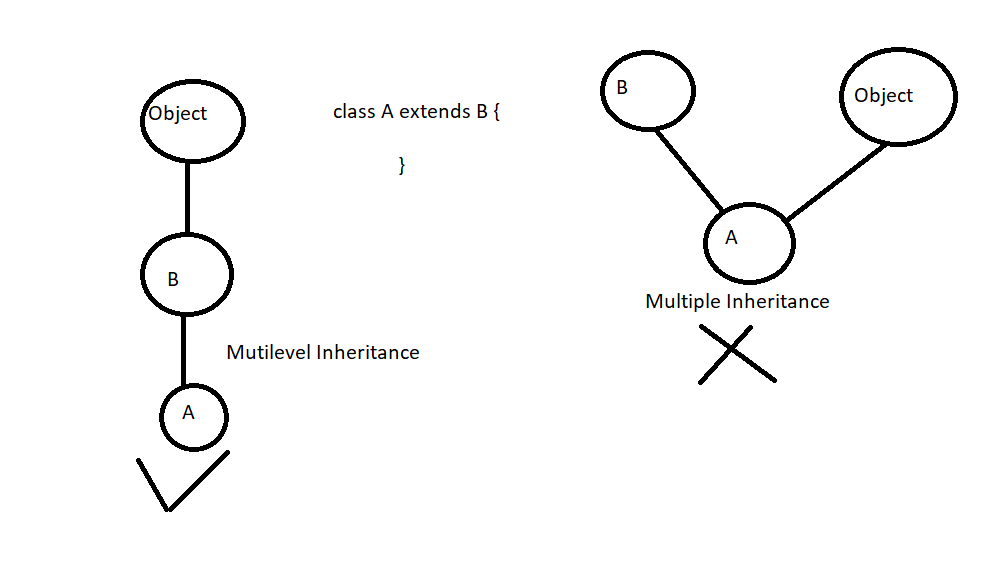 Object
class A extends B {
}
B
Mutilevel Inheritance
A
B
Object
A
Multiple Inheritance